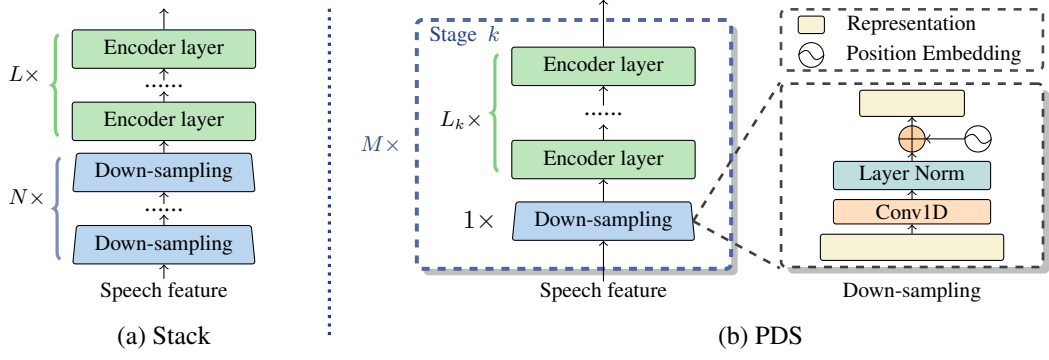 Encoder layer
......
L×
Encoder layer
Down-sampling
N×
......
Down-sampling
Speech feature
(a) Stack
Stage k
Encoder layer
L_k×
......
Encoder layer
M×
1×
Down-sampling
Speech feature
Representation
Position Embedding
Layer Norm
Conv1D
Down-sampling
(b) PDS